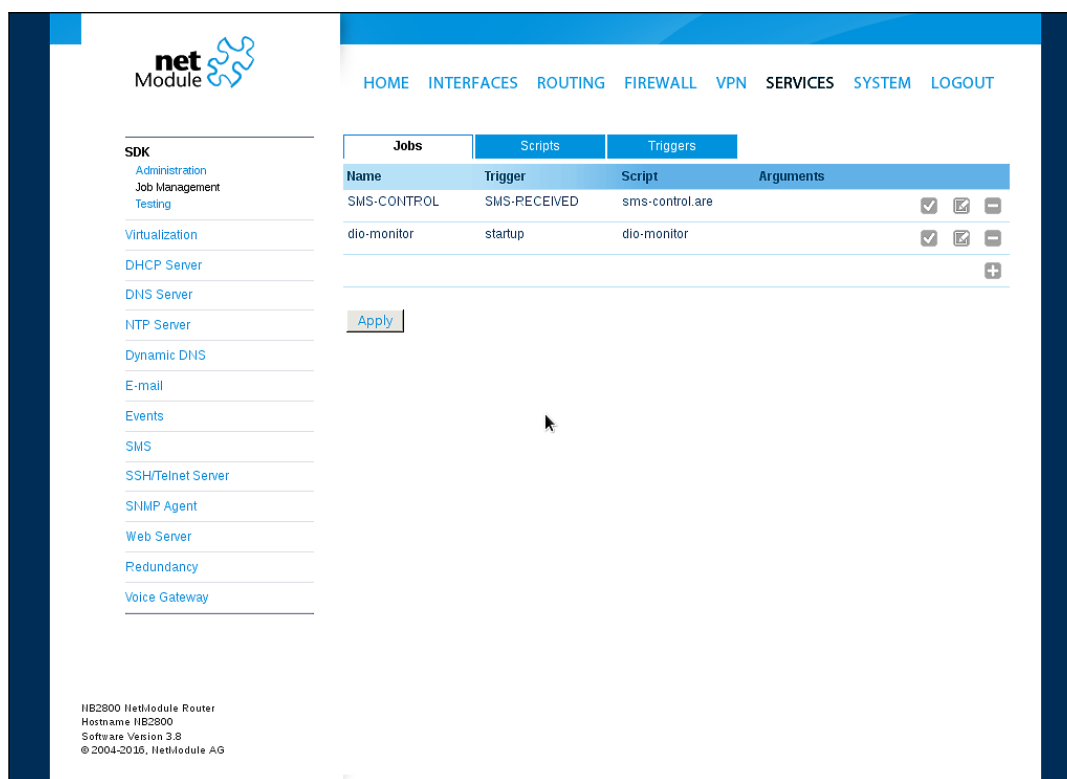 net
Module
HOME INTERFACES ROUTING FIREWALL VPN SERVICES SYSTEM LOGOUT
SDK
Administration
Job Management
Testing
Virtualization
DHCP Server
DNS Server
NTP Server
Dynamic DNS
E-mail
Events
SMS
SSH/Telnet Server
SNMP Agent
Web Server
Redundancy
Voice Gateway
Jobs Scripts Triggers
Name Trigger Script Arguments
SMS-CONTROL SMS-RECEIVED sms-control.are
dio-monitor startup dio-monitor
Apply
NB2800 NetModule Router
Hostname NB2800
Software Version 3.8
© 2004-2016, NetModule AG